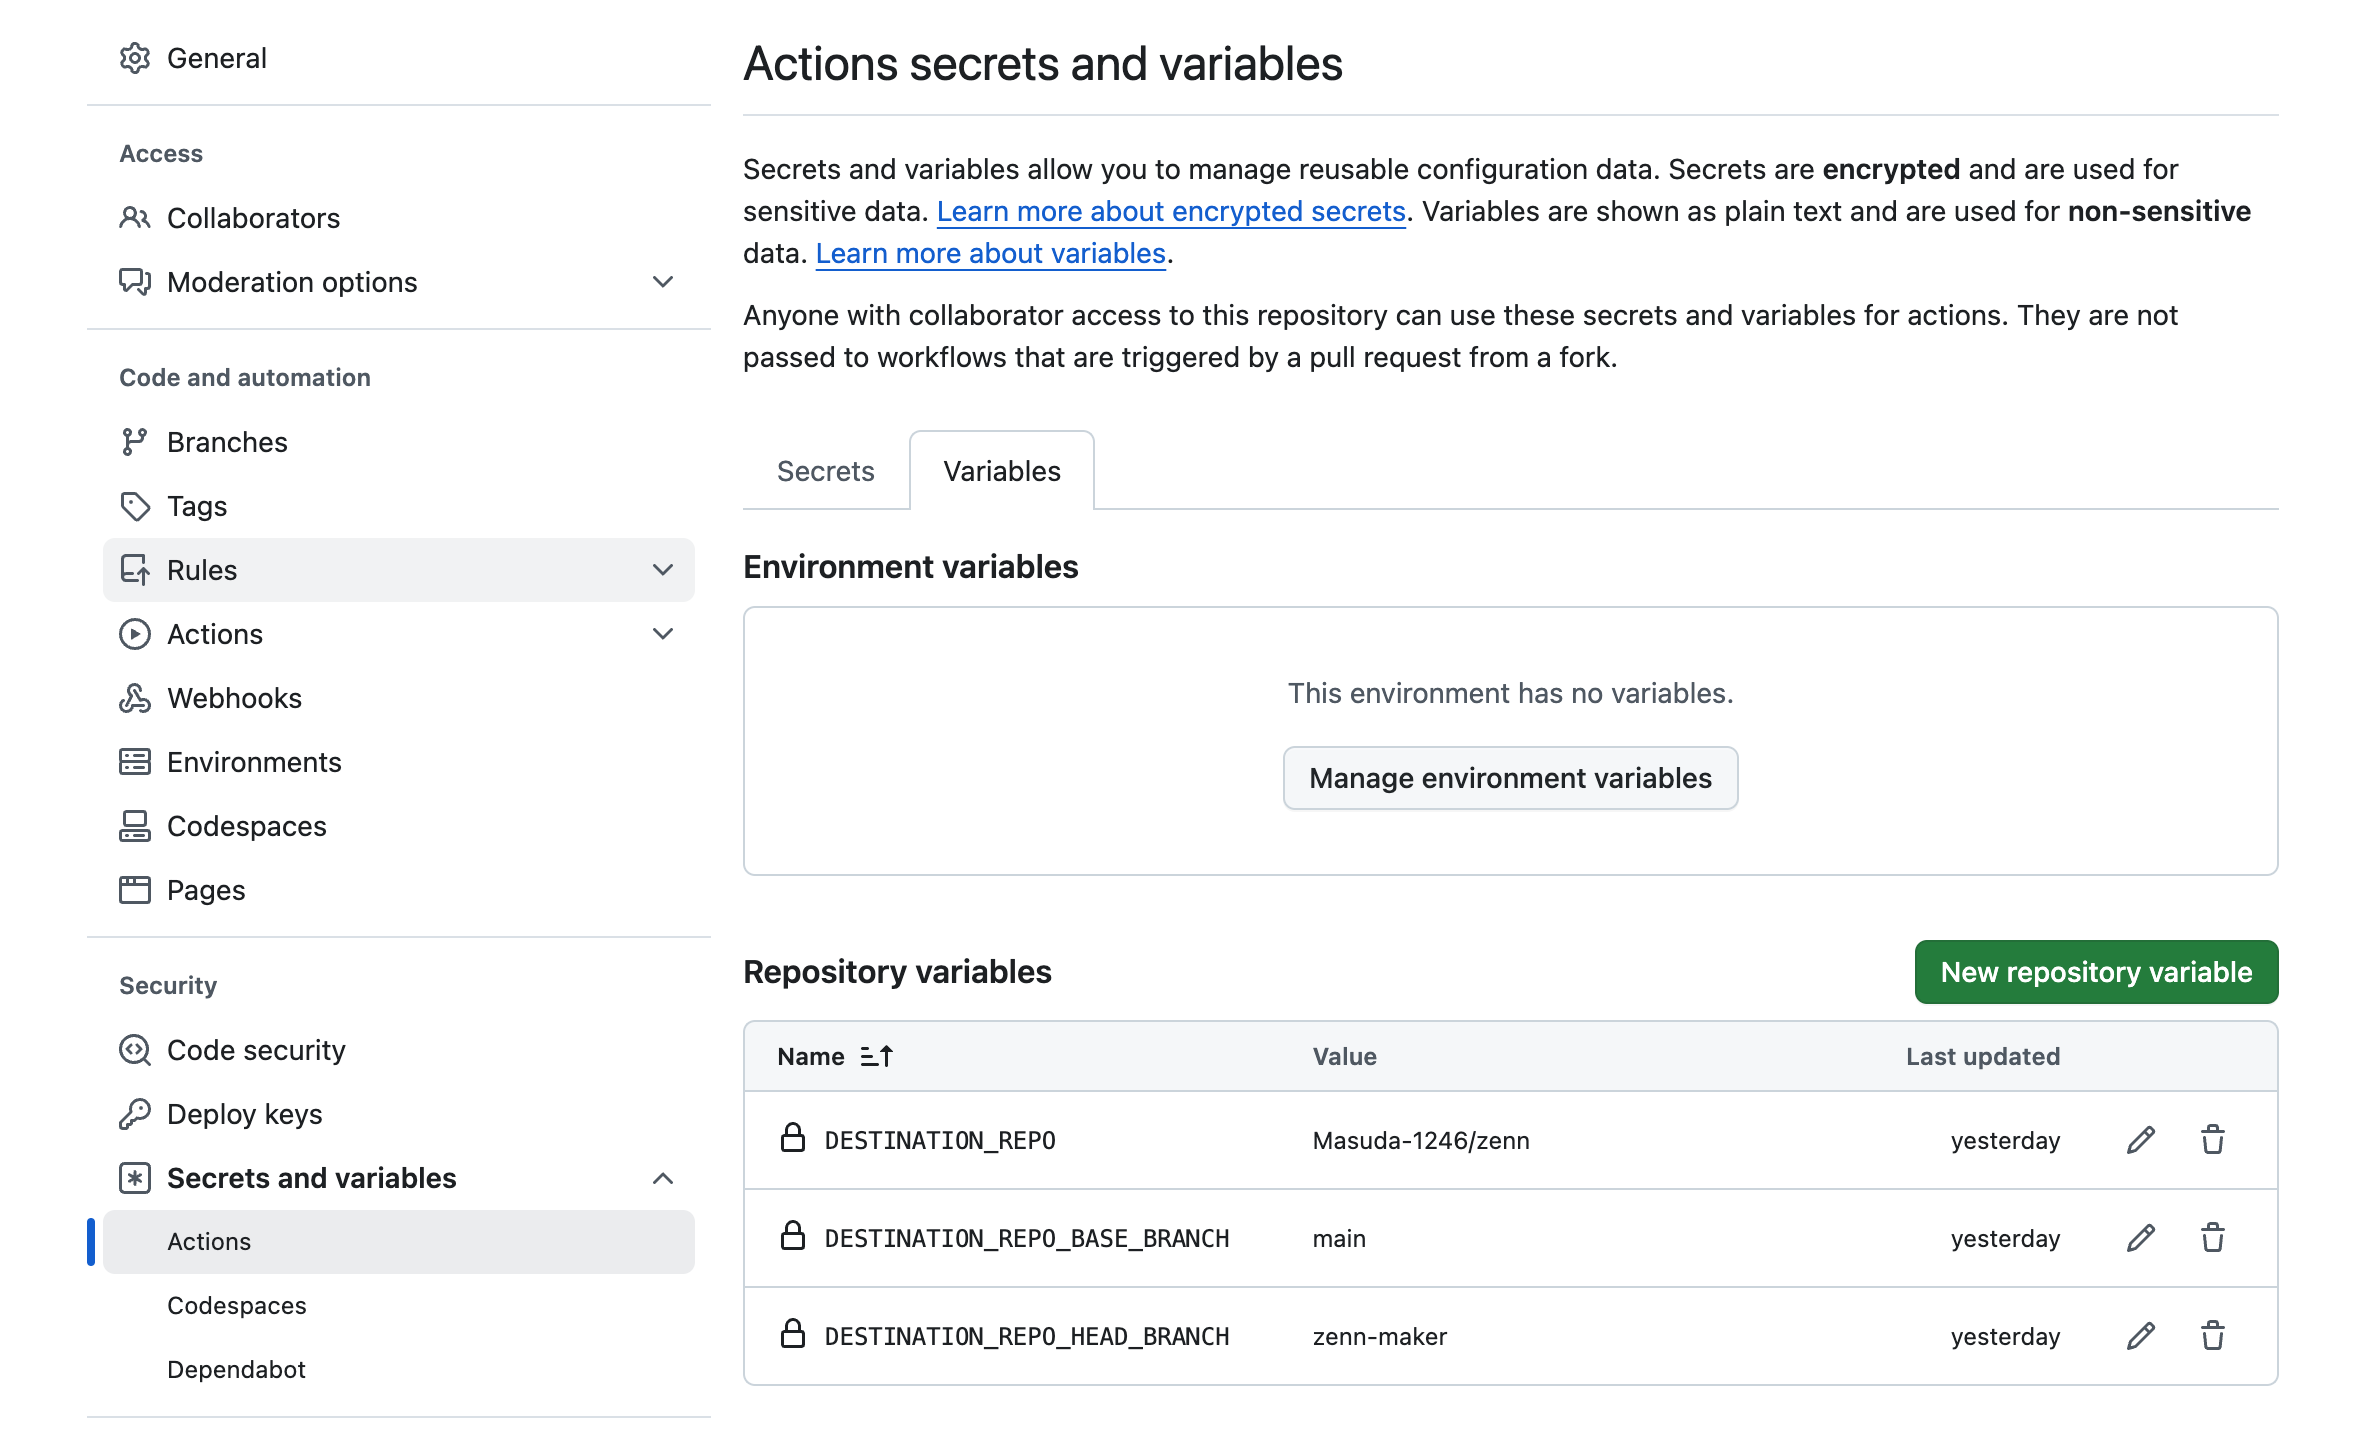 General
Access
Collaborators
Moderation options
Code and automation
Branches
Tags
Rules
Actions
Webhooks
Environments
Codespaces
Pages
Security
Code security
Deploy keys
Secrets and variables
Actions
Codespaces
Dependabot
Actions secrets and variables
Secrets and variables allow you to manage reusable configuration data. Secrets are encrypted and are used for
sensitive data. Learn more about encrypted secrets. Variables are shown as plain text and are used for non-sensitive
data. Learn more about variables.
Anyone with collaborator access to this repository can use these secrets and variables for actions. They are not
passed to workflows that are triggered by a pull request from a fork.
Secrets Variables
Environment variables
This environment has no variables.
Manage environment variables
Repository variables New repository variable
Name Value Last updated
DESTINATION_REPO Masuda-1246/zenn yesterday
DESTINATION_REPO_BASE_BRANCH main yesterday
DESTINATION_REPO_HEAD_BRANCH zenn-maker yesterday